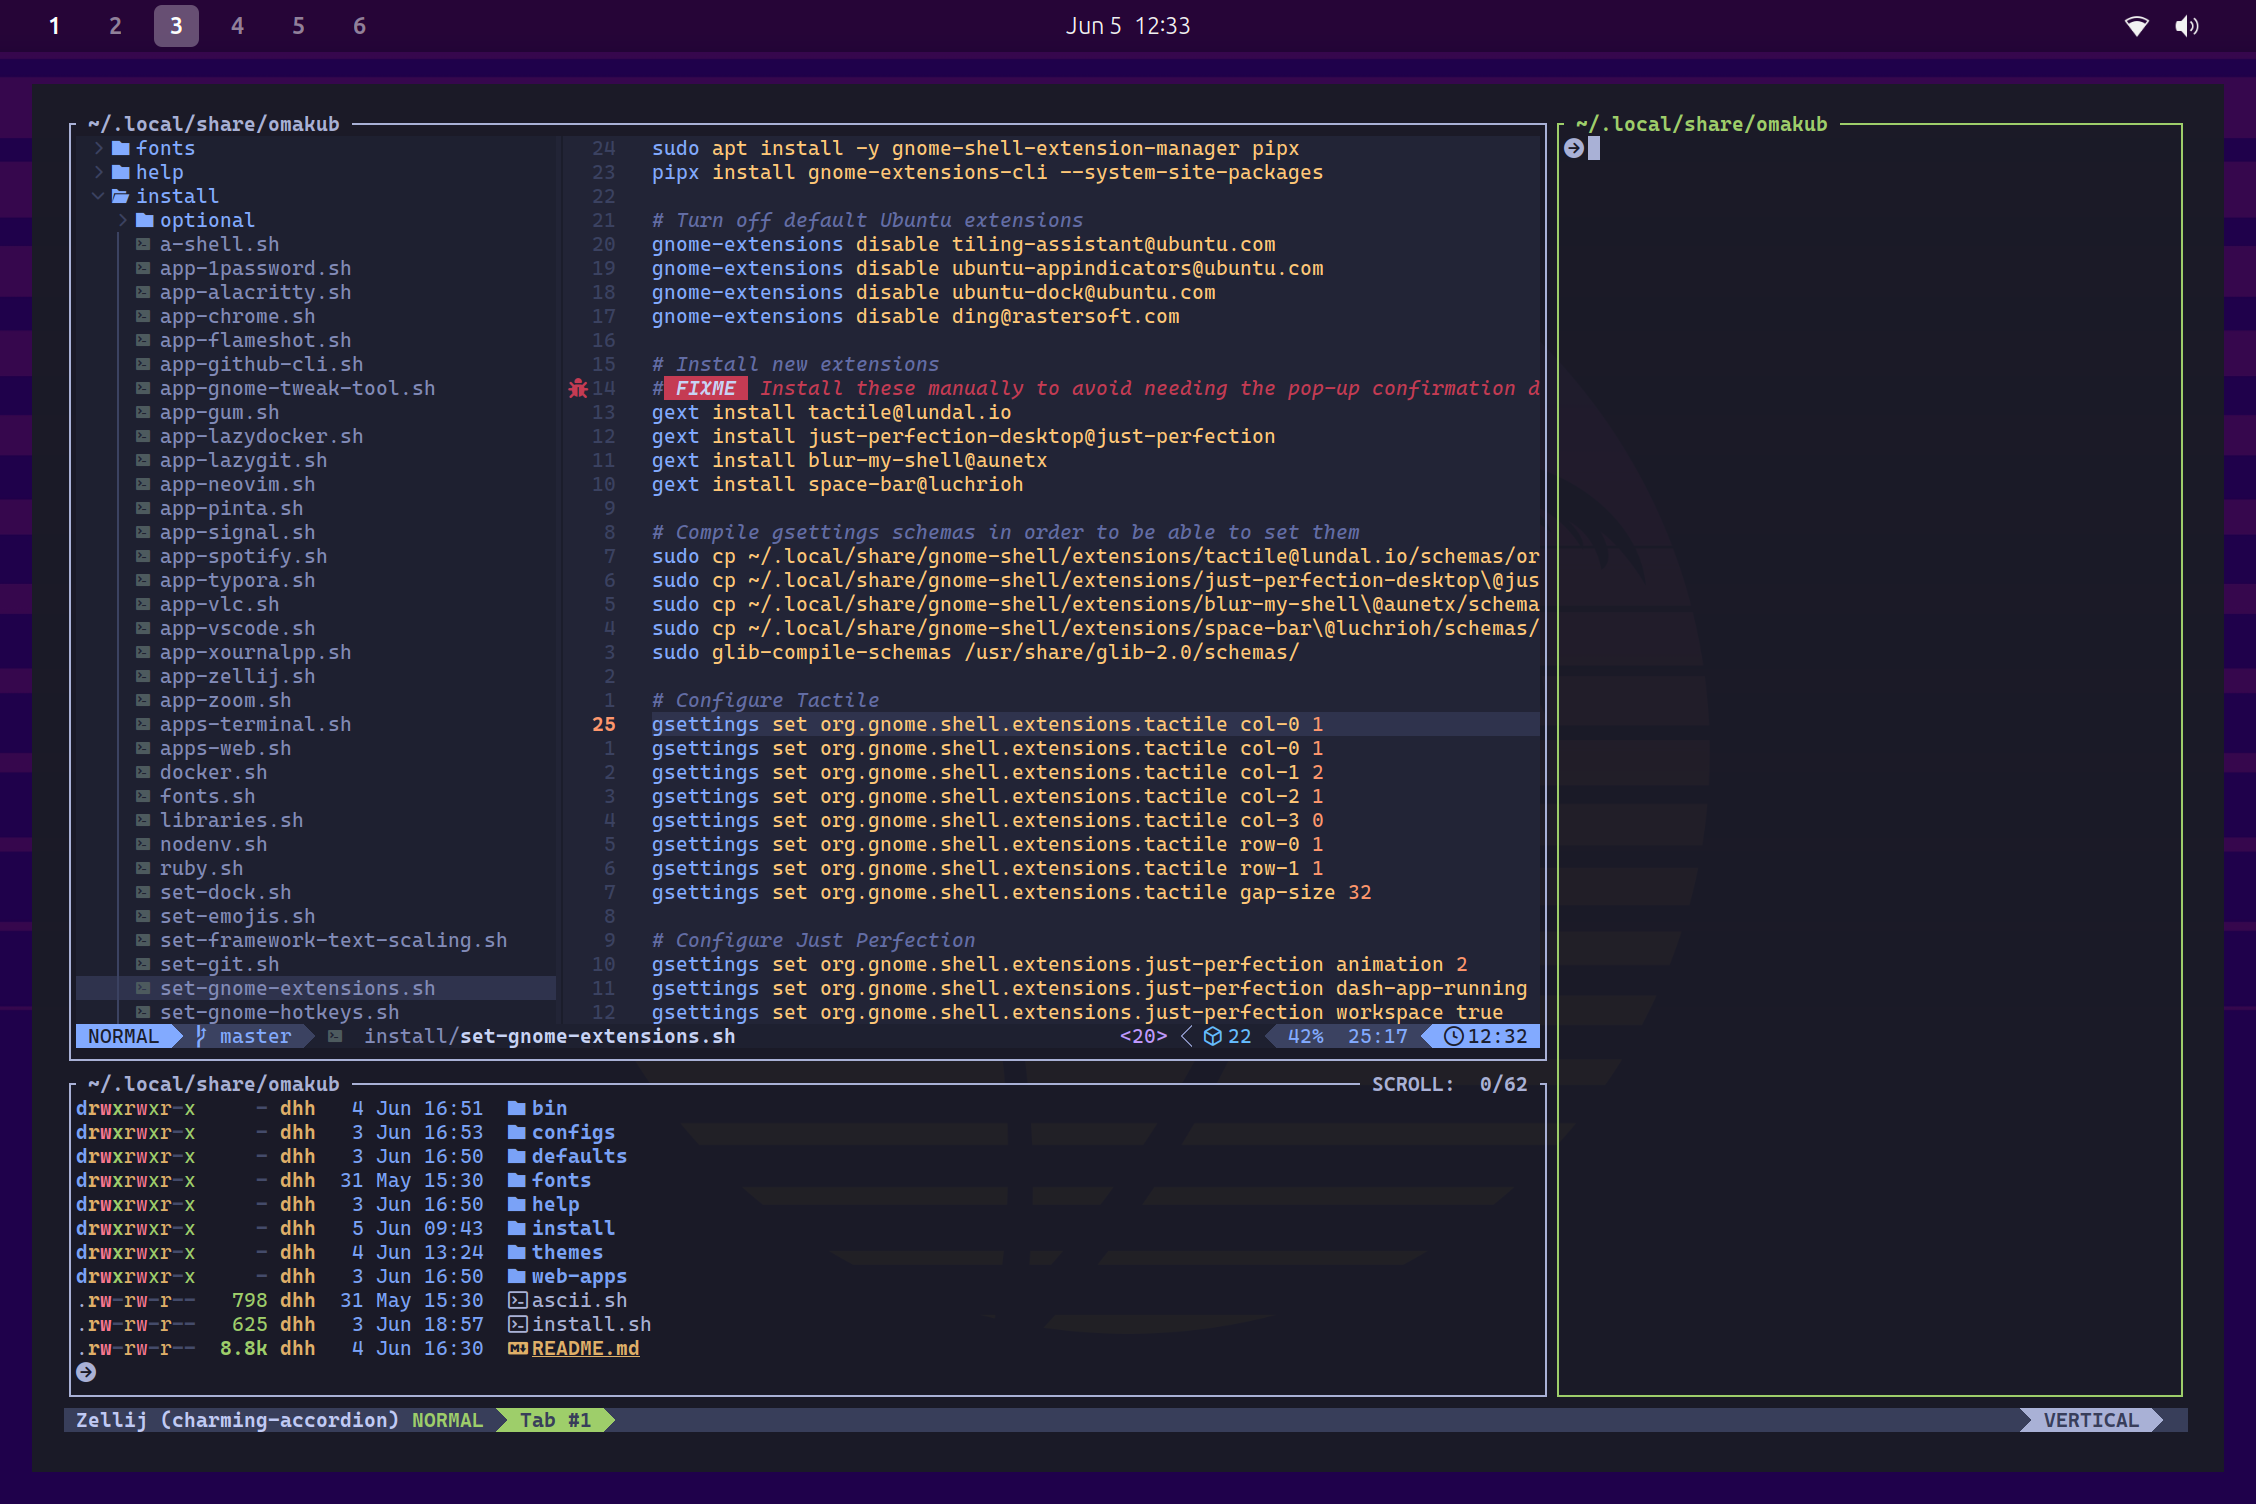 1 2 3 4 5 6
Jun 5 12:33
~/.local/share/omakub
fonts
help
install
optional
a-shell.sh
app-1password.sh
app-alacritty.sh
app-chrome.sh
app-flameshot.sh
app-github-cli.sh
app-gnome-tweak-tool.sh
app-gum.sh
app-lazydocker.sh
app-lazygit.sh
app-neovim.sh
app-pinta.sh
app-signal.sh
app-spotify.sh
app-typora.sh
app-vlc.sh
app-vscode.sh
app-xournalpp.sh
app-zellij.sh
app-zoom.sh
apps-terminal.sh
apps-web.sh
docker.sh
fonts.sh
libraries.sh
nodenv.sh
ruby.sh
set-dock.sh
set-emojis.sh
set-framework-text-scaling.sh
set-git.sh
set-gnome-extensions.sh
set-gnome-hotkeys.sh
24 sudo apt install -y gnome-shell-extension-manager pipx
23 pipx install gnome-extensions-cli --system-site-packages
22
21 # Turn off default Ubuntu extensions
20 gnome-extensions disable tiling-assistant@ubuntu.com
19 gnome-extensions disable ubuntu-appindicators@ubuntu.com
18 gnome-extensions disable ubuntu-dock@ubuntu.com
17 gnome-extensions disable ding@rastersoft.com
16
15 # Install new extensions
14 # FIXME Install these manually to avoid needing the pop-up confirmation d
13 gext install tactile@lundal.io
12 gext install just-perfection-desktop@just-perfection
11 gext install blur-my-shell@aunetx
10 gext install space-bar@luchrioh
9
8 # Compile gsettings schemas in order to be able to set them
7 sudo cp ~/.local/share/gnome-shell/extensions/tactile@lundal.io/schemas/or
6 sudo cp ~/.local/share/gnome-shell/extensions/just-perfection-desktop\@jus
5 sudo cp ~/.local/share/gnome-shell/extensions/blur-my-shell\@aunetx/schema
4 sudo cp ~/.local/share/gnome-shell/extensions/space-bar\@luchrioh/schemas/
3 sudo glib-compile-schemas /usr/share/glib-2.0/schemas/
2
1 # Configure Tactile
25 gsettings set org.gnome.shell.extensions.tactile col-0 1
1 gsettings set org.gnome.shell.extensions.tactile col-0 1
2 gsettings set org.gnome.shell.extensions.tactile col-1 2
3 gsettings set org.gnome.shell.extensions.tactile col-2 1
4 gsettings set org.gnome.shell.extensions.tactile col-3 0
5 gsettings set org.gnome.shell.extensions.tactile row-0 1
6 gsettings set org.gnome.shell.extensions.tactile row-1 1
7 gsettings set org.gnome.shell.extensions.tactile gap-size 32
8
9 # Configure Just Perfection
10 gsettings set org.gnome.shell.extensions.just-perfection animation 2
11 gsettings set org.gnome.shell.extensions.just-perfection dash-app-running
12 gsettings set org.gnome.shell.extensions.just-perfection workspace true
NORMAL master install/set-gnome-extensions.sh <20> 22 42% 25:17 12:32
~/.local/share/omakub
~/.local/share/omakub SCROLL: 0/62
drwxrwxr-x - dhh 4 Jun 16:51 bin
drwxrwxr-x - dhh 3 Jun 16:53 configs
drwxrwxr-x - dhh 3 Jun 16:50 defaults
drwxrwxr-x - dhh 31 May 15:30 fonts
drwxrwxr-x - dhh 3 Jun 16:50 help
drwxrwxr-x - dhh 5 Jun 09:43 install
drwxrwxr-x - dhh 4 Jun 13:24 themes
drwxrwxr-x - dhh 3 Jun 16:50 web-apps
.rw-rw-r-- 798 dhh 31 May 15:30 ascii.sh
.rw-rw-r-- 625 dhh 3 Jun 18:57 install.sh
.rw-rw-r-- 8.8k dhh 4 Jun 16:30 README.md
Zellij (charming-accordion) NORMAL Tab #1 VERTICAL